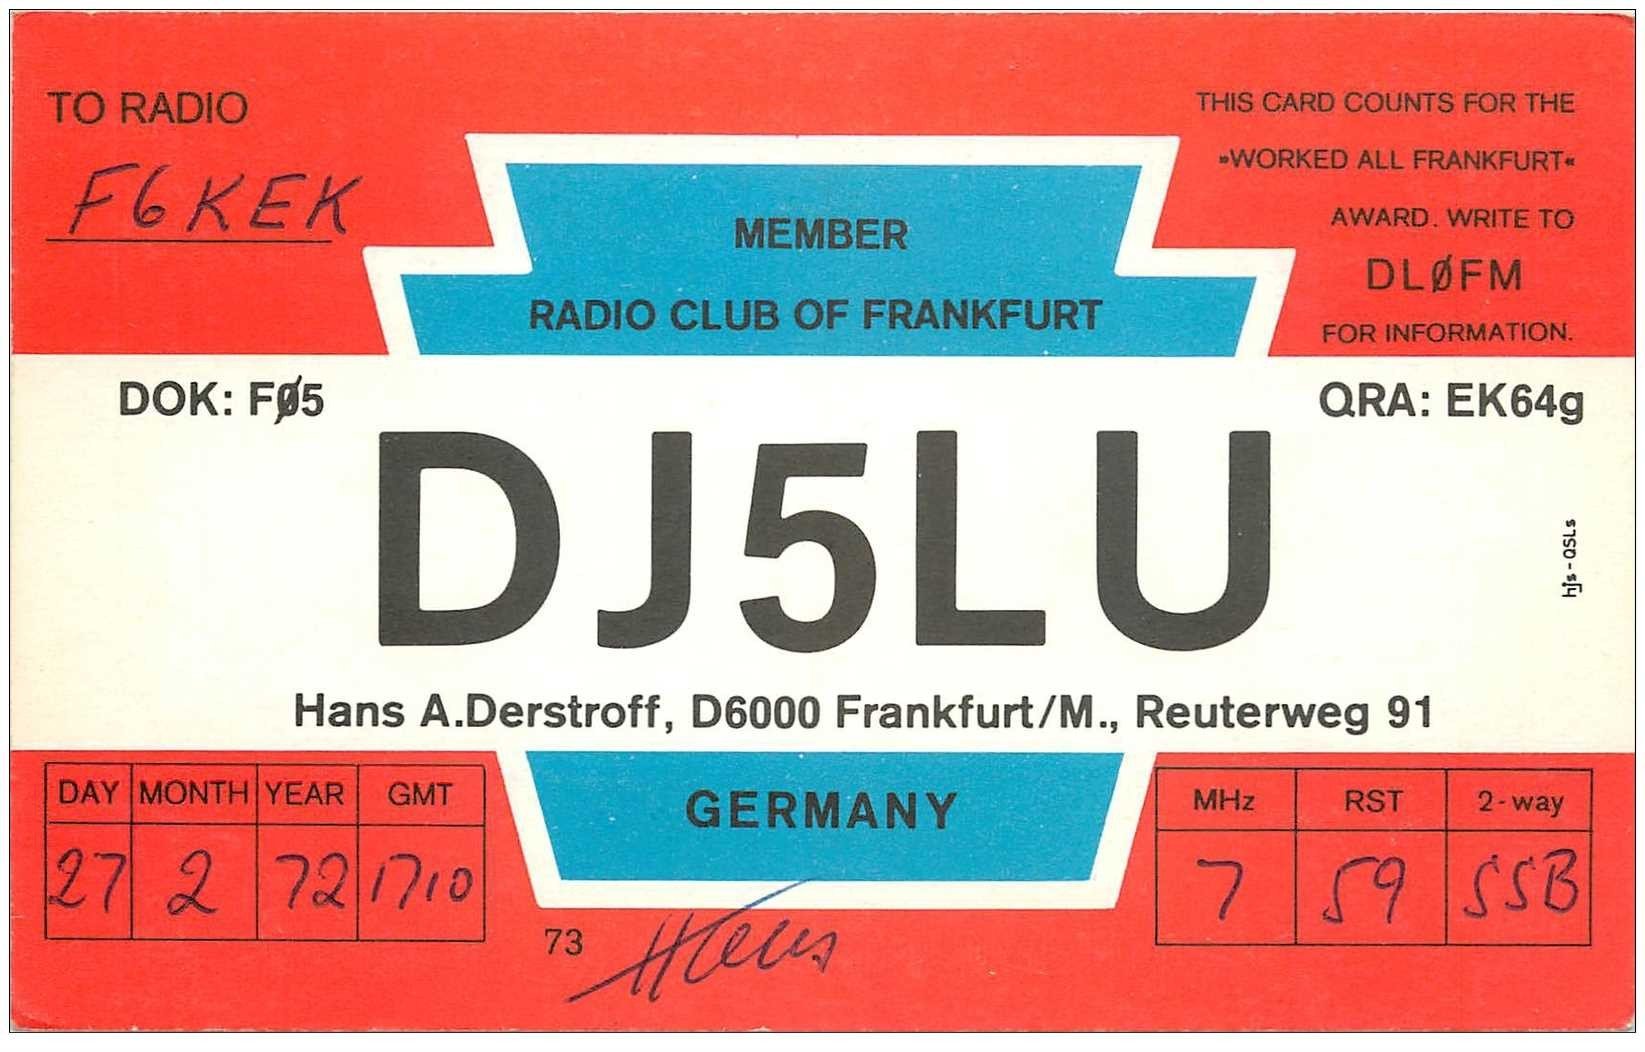 TO RADIO
F6KEK
THIS CARD COUNTS FOR THE
»WORKED ALL FRANKFURT«
AWARD. WRITE TO
DLØFM
FOR INFORMATION.
MEMBER
RADIO CLUB OF FRANKFURT
DOK: FØ5
QRA: EK64g
DJ5LU
hjs-QSLs
Hans A.Derstroff, D6000 Frankfurt/M., Reuterweg 91
GERMANY
DAY MONTH YEAR GMT
27 2 72 1710
MHz RST 2-way
7 59 SSB
73 Hans